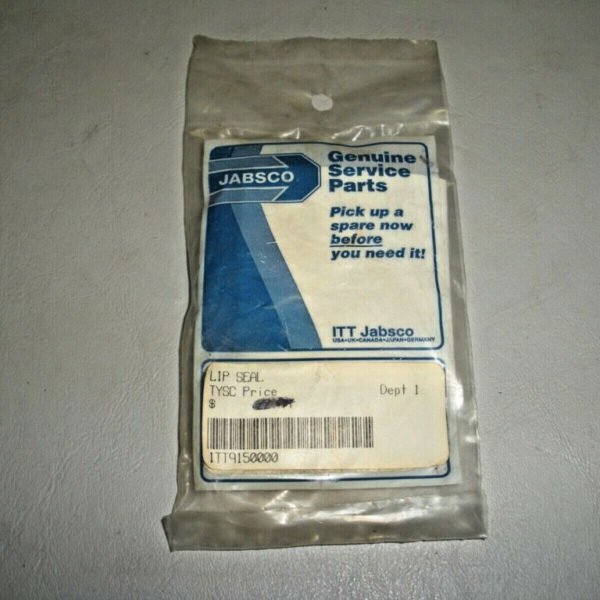 JABSCO
Genuine
Service
Parts
Pick up a
spare now
before
you need it!
ITT Jabsco
USA•UK•CANADA•JAPAN•GERMANY
LIP SEAL
TYSC Price
Dept 1
$
1TT9150000